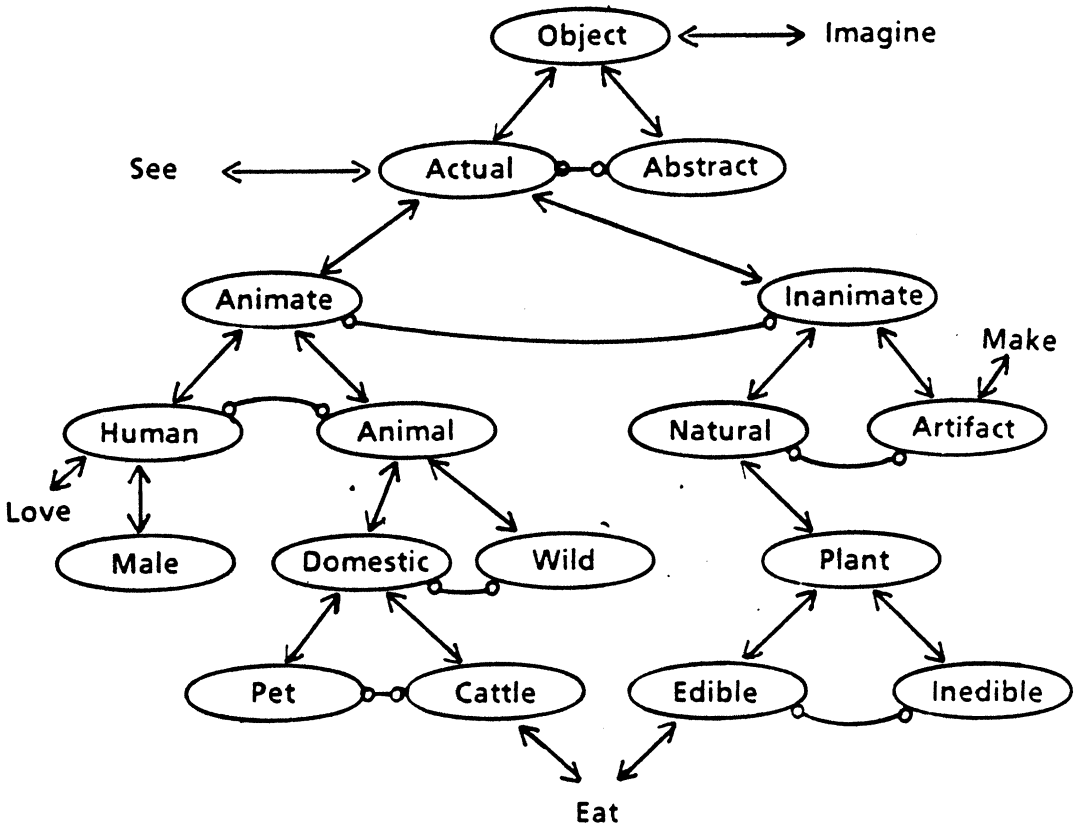 Object
Imagine
See
Actual
Abstract
Animate
Inanimate
Make
Human
Animal
Natural
Artifact
Love
Male
Domestic
Wild
Plant
Pet
Cattle
Edible
Inedible
Eat